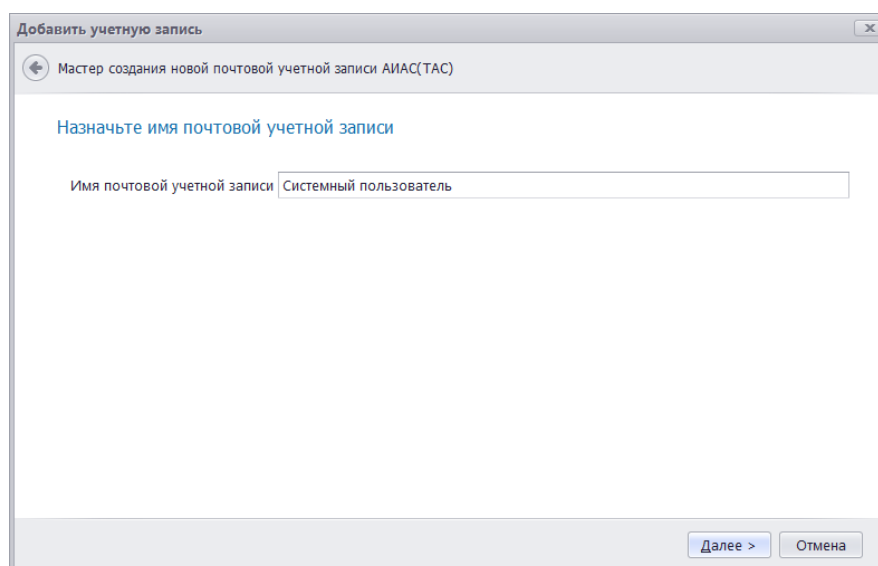 Добавить учетную запись
Мастер создания новой почтовой учетной записи АИАС(ТАС)
Назначьте имя почтовой учетной записи
Имя почтовой учетной записи Системный пользователь
Далее > Отмена